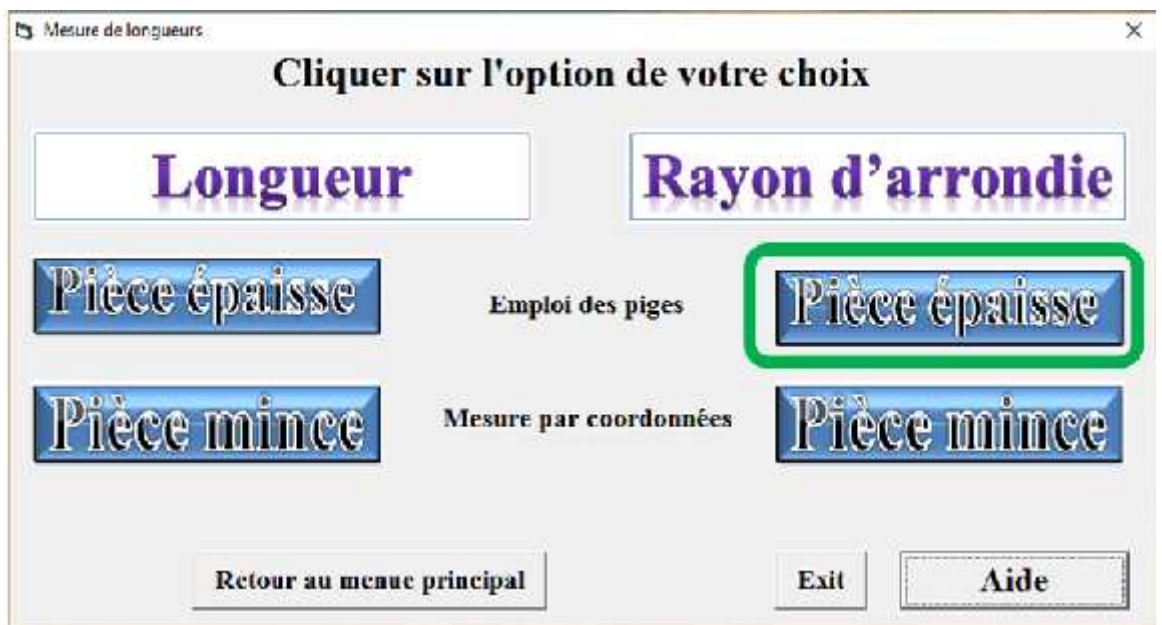 Mesure de longueurs
Cliquer sur l'option de votre choix
Longueur
Rayon d’arrondie
Pièce épaisse
Emploi des piges
Pièce épaisse
Pièce mince
Mesure par coordonnées
Pièce mince
Retour au menue principal
Exit
Aide